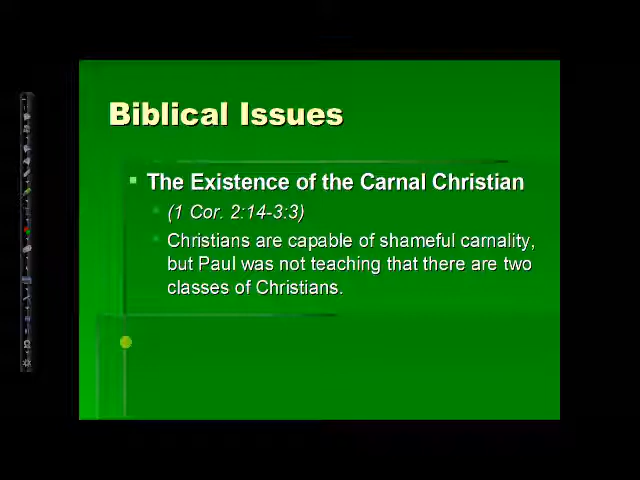 Biblical Issues
The Existence of the Carnal Christian
(1 Cor. 2:14-3:3)
Christians are capable of shameful carnality,
but Paul was not teaching that there are two
classes of Christians.